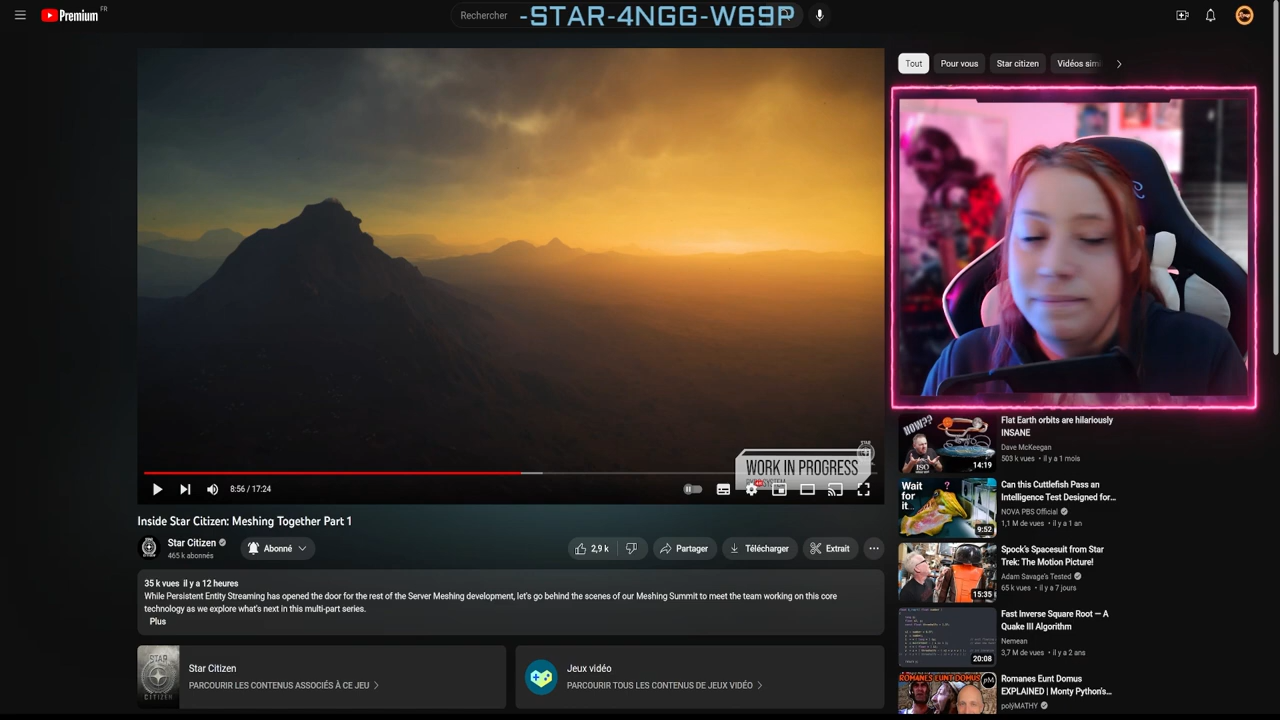 Premium FR
Rechercher
-STAR-4NGG-W69P
Tout
Pour vous
Star citizen
Vidéos simi
WORK IN PROGRESS
8:56 / 17:24
Inside Star Citizen: Meshing Together Part 1
Star Citizen
465 k abonnés
Abonné
2,9 k
Partager
Télécharger
Extrait
35 k vues il y a 12 heures
While Persistent Entity Streaming has opened the door for the rest of the Server Meshing development, let's go behind the scenes of our Meshing Summit to meet the team working on this core
technology as we explore what's next in this multi-part series.
Plus
STAR
CITIZEN
Star Citizen
PARCOURIR LES CONTENUS ASSOCIÉS À CE JEU
Jeux vidéo
PARCOURIR TOUS LES CONTENUS DE JEUX VIDÉO
HOW??
ISO
14:19
Flat Earth orbits are hilariously
INSANE
Dave McKeegan
503 k vues • il y a 1 mois
Wait
for
it...
9:52
Can this Cuttlefish Pass an
Intelligence Test Designed for...
NOVA PBS Official
1,1 M de vues • il y a 1 an
15:35
Spock's Spacesuit from Star
Trek: The Motion Picture!
Adam Savage's Tested
65 k vues • il y a 7 jours
20:08
Fast Inverse Square Root — A
Quake III Algorithm
Nemean
3,7 M de vues • il y a 2 ans
ROMANES EUNT DOMUS
pM
Romanes Eunt Domus
EXPLAINED | Monty Python's...
polýMATHY